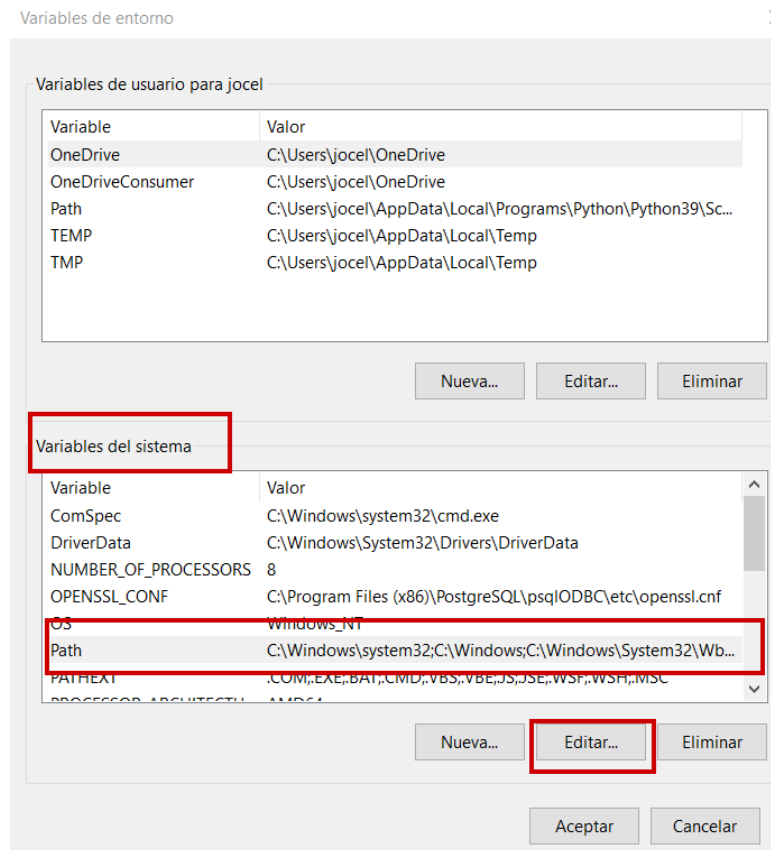 Variables de entorno
Variables de usuario para jocel
Variable Valor
OneDrive C:\Users\jocel\OneDrive
OneDriveConsumer C:\Users\jocel\OneDrive
Path C:\Users\jocel\AppData\Local\Programs\Python\Python39\Sc...
TEMP C:\Users\jocel\AppData\Local\Temp
TMP C:\Users\jocel\AppData\Local\Temp
Nueva... Editar... Eliminar
Variables del sistema
Variable Valor
ComSpec C:\Windows\system32\cmd.exe
DriverData C:\Windows\System32\Drivers\DriverData
NUMBER_OF_PROCESSORS 8
OPENSSL_CONF C:\Program Files (x86)\PostgreSQL\psqlODBC\etc\openssl.cnf
OS Windows_NT
Path C:\Windows\system32;C:\Windows;C:\Windows\System32\Wb...
PATHEXT .COM;.EXE;.BAT;.CMD;.VBS;.VBE;.JS;.JSE;.WSF;.WSH;.MSC
PROCESSOR_ARCHITECTU... AMD64
Nueva... Editar... Eliminar
Aceptar Cancelar